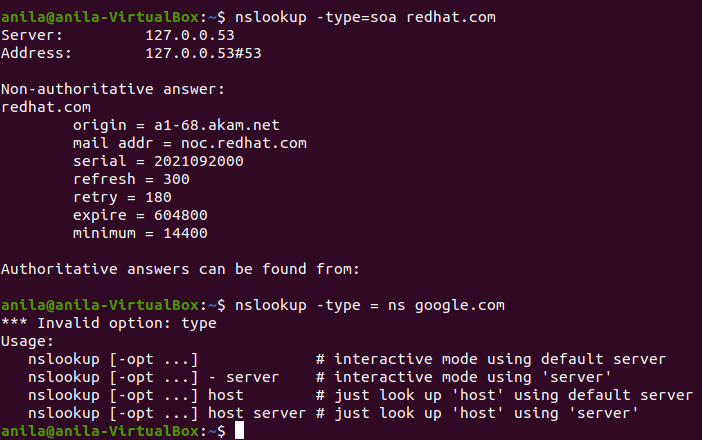 anila@anila-VirtualBox:~$ nslookup -type=soa redhat.com
Server:         127.0.0.53
Address:        127.0.0.53#53

Non-authoritative answer:
redhat.com
        origin = a1-68.akam.net
        mail addr = noc.redhat.com
        serial = 2021092000
        refresh = 300
        retry = 180
        expire = 604800
        minimum = 14400

Authoritative answers can be found from:

anila@anila-VirtualBox:~$ nslookup -type = ns google.com
*** Invalid option: type
Usage:
   nslookup [-opt ...]             # interactive mode using default server
   nslookup [-opt ...] - server    # interactive mode using 'server'
   nslookup [-opt ...] host        # just look up 'host' using default server
   nslookup [-opt ...] host server # just look up 'host' using 'server'
anila@anila-VirtualBox:~$